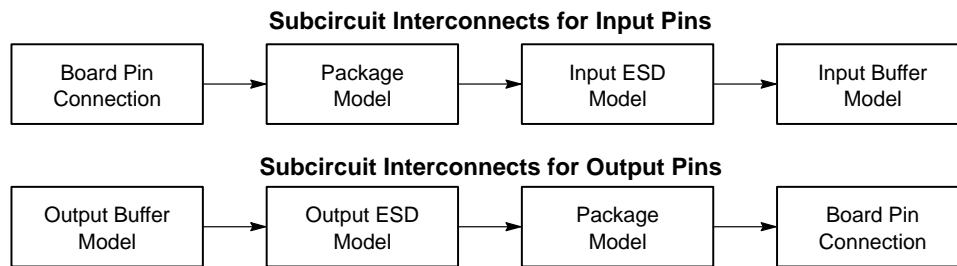 Subcircuit Interconnects for Input Pins
Board Pin
Connection
Package
Model
Input ESD
Model
Input Buffer
Model
Subcircuit Interconnects for Output Pins
Output Buffer
Model
Output ESD
Model
Package
Model
Board Pin
Connection